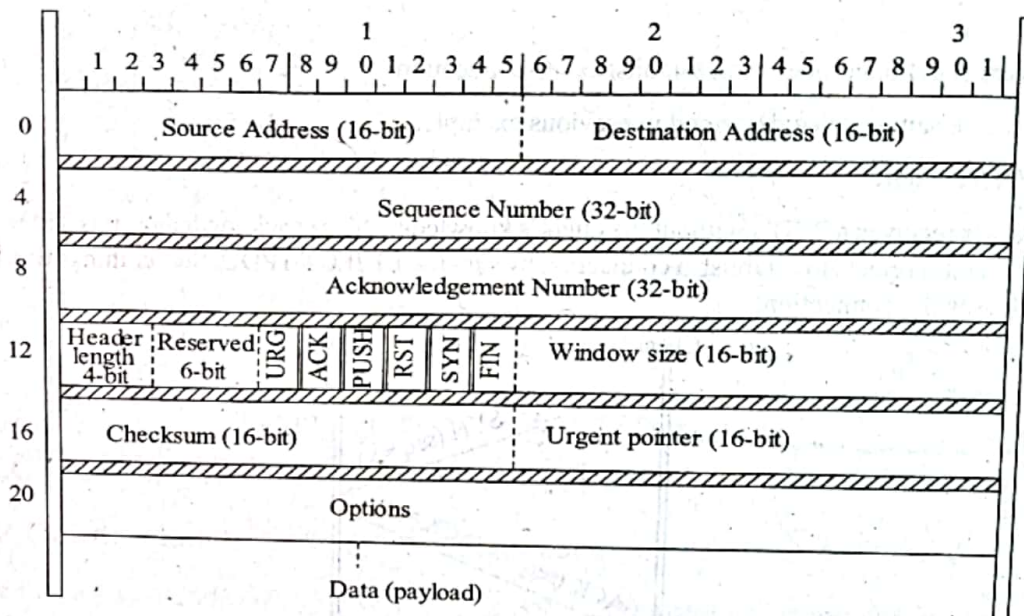 1 2 3
1 2 3 4 5 6 7 8 9 0 1 2 3 4 5 6 7 8 9 0 1 2 3 4 5 6 7 8 9 0 1
0 Source Address (16-bit) Destination Address (16-bit)
4 Sequence Number (32-bit)
8 Acknowledgement Number (32-bit)
12 Header length 4-bit Reserved 6-bit URG ACK PUSH RST SYN FIN Window size (16-bit)
16 Checksum (16-bit) Urgent pointer (16-bit)
20 Options
Data (payload)